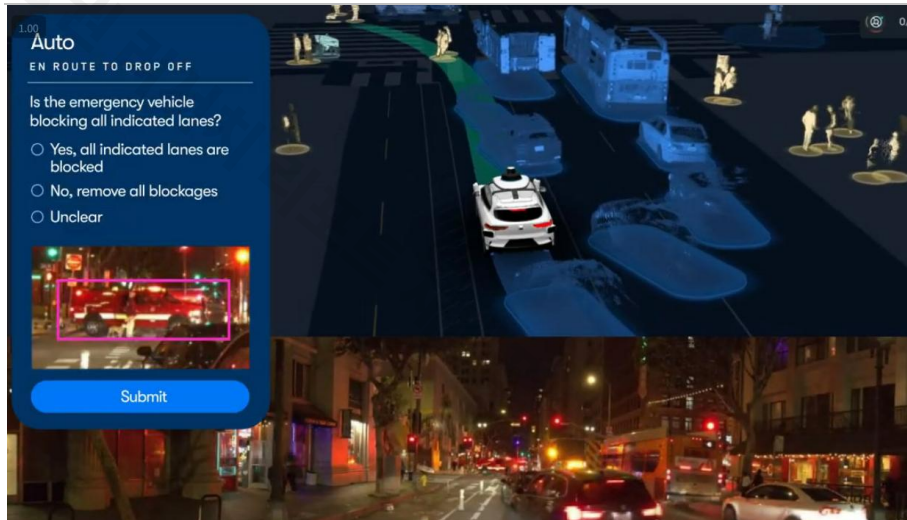 1.00
Auto
EN ROUTE TO DROP OFF
Is the emergency vehicle
blocking all indicated lanes?
Yes, all indicated lanes are
blocked
No, remove all blockages
Unclear
Submit